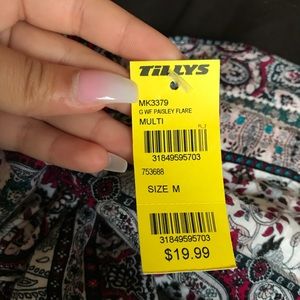 TiLLYS
MK3379
G WF PAISLEY FLARE
MULTI
31849595703
753688
SIZE M
31849595703
$19.99